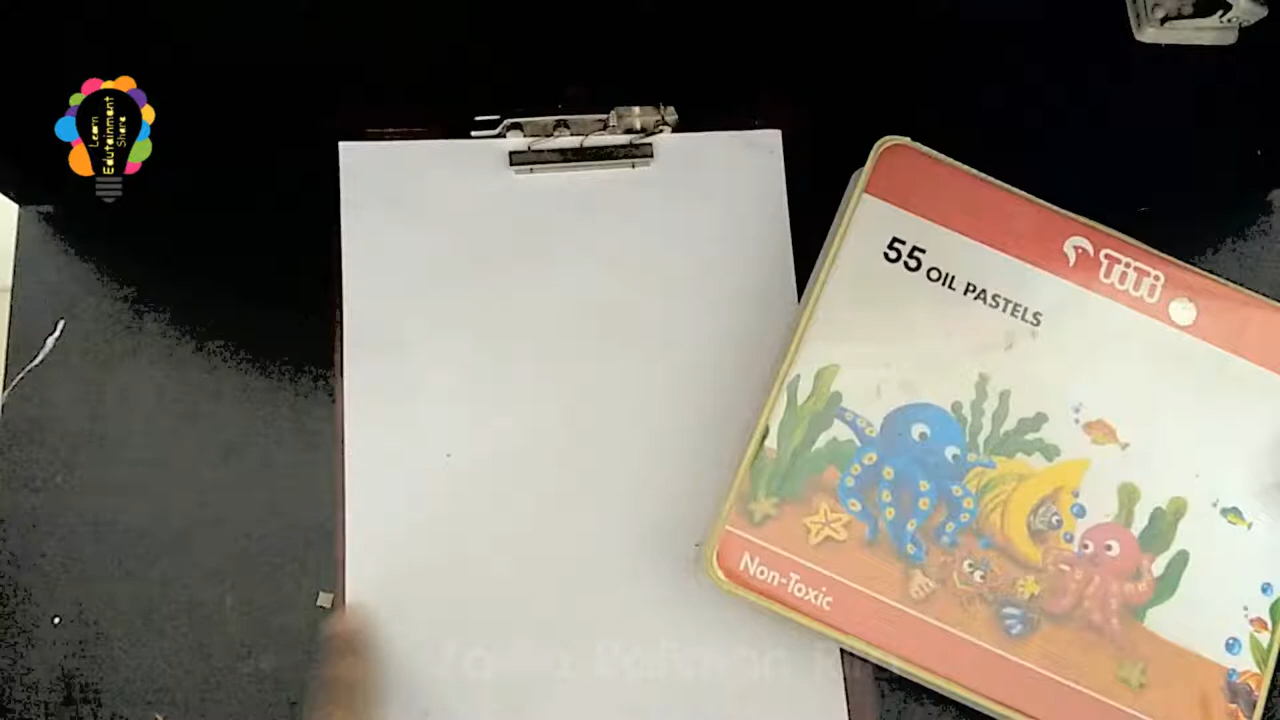 Learn
Edutainment
Share
TiTi
55 OIL PASTELS
Non-Toxic